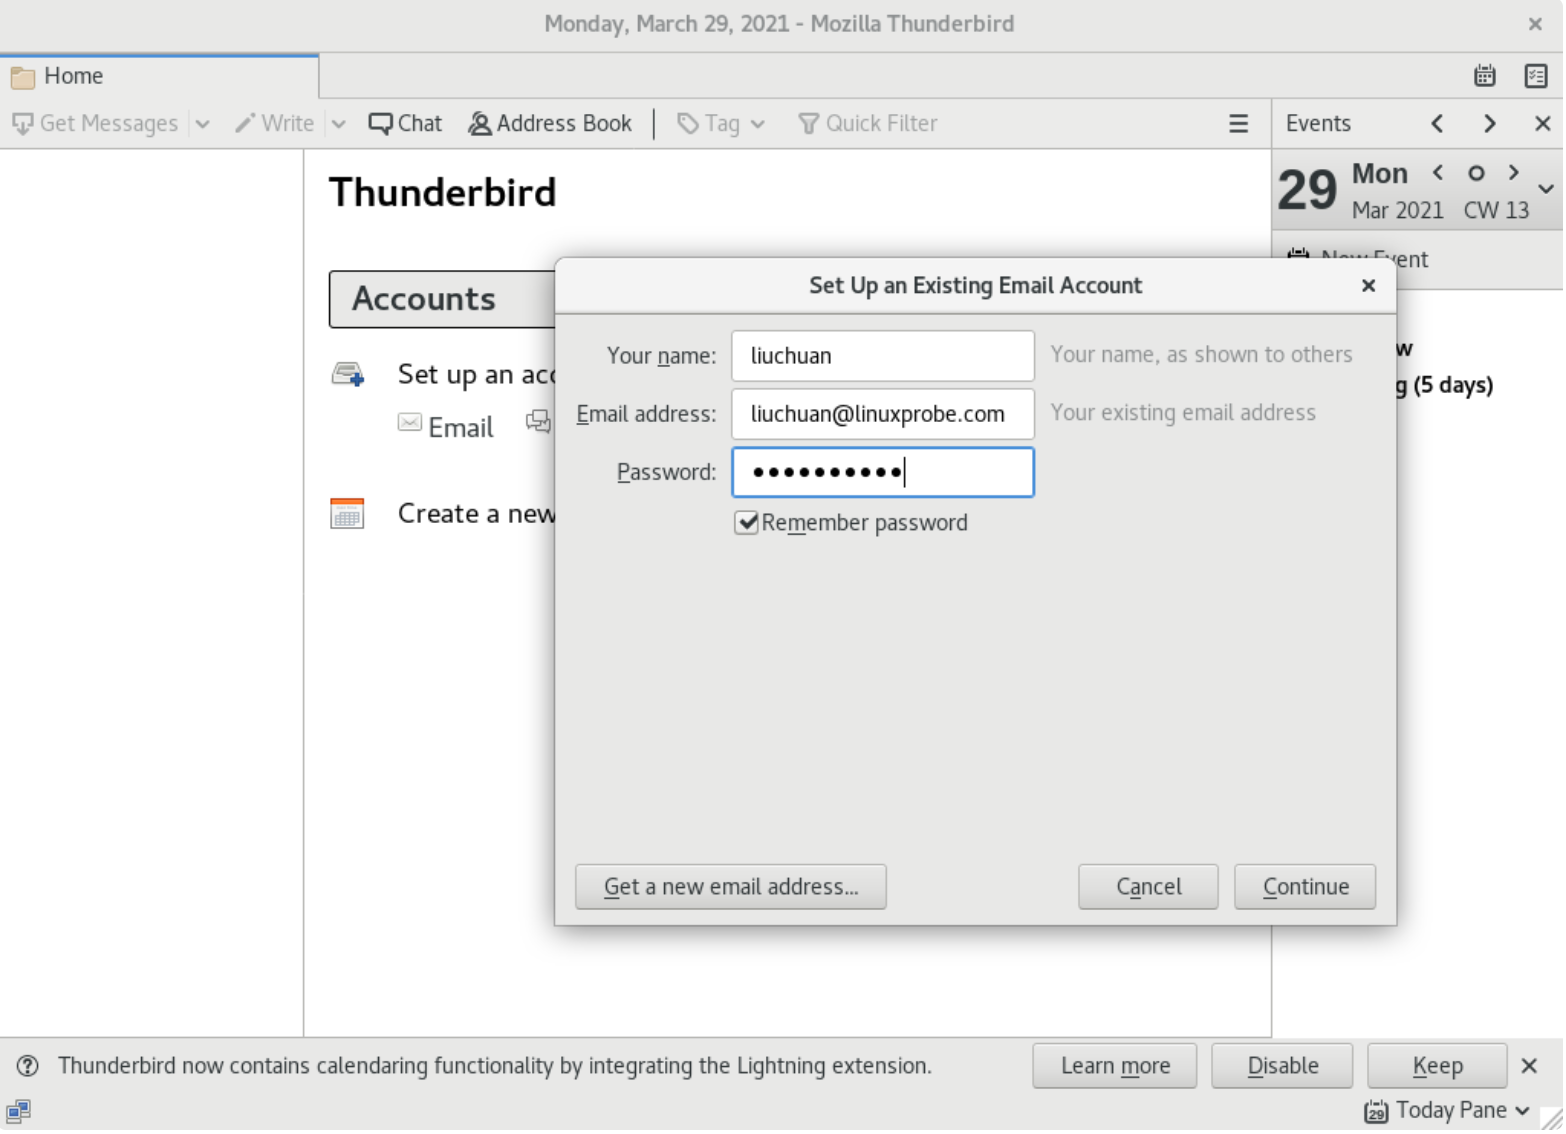 Monday, March 29, 2021 - Mozilla Thunderbird
Home
Get Messages Write Chat Address Book Tag Quick Filter
Events
29 Mon
Mar 2021 CW 13
New Event
Thunderbird
Accounts
Set up an acc
Email
Create a new
Set Up an Existing Email Account
Your name: liuchuan Your name, as shown to others
Email address: liuchuan@linuxprobe.com Your existing email address
Password: ●●●●●●●●●●
Remember password
Get a new email address... Cancel Continue
w
g (5 days)
Thunderbird now contains calendaring functionality by integrating the Lightning extension. Learn more Disable Keep
29 Today Pane